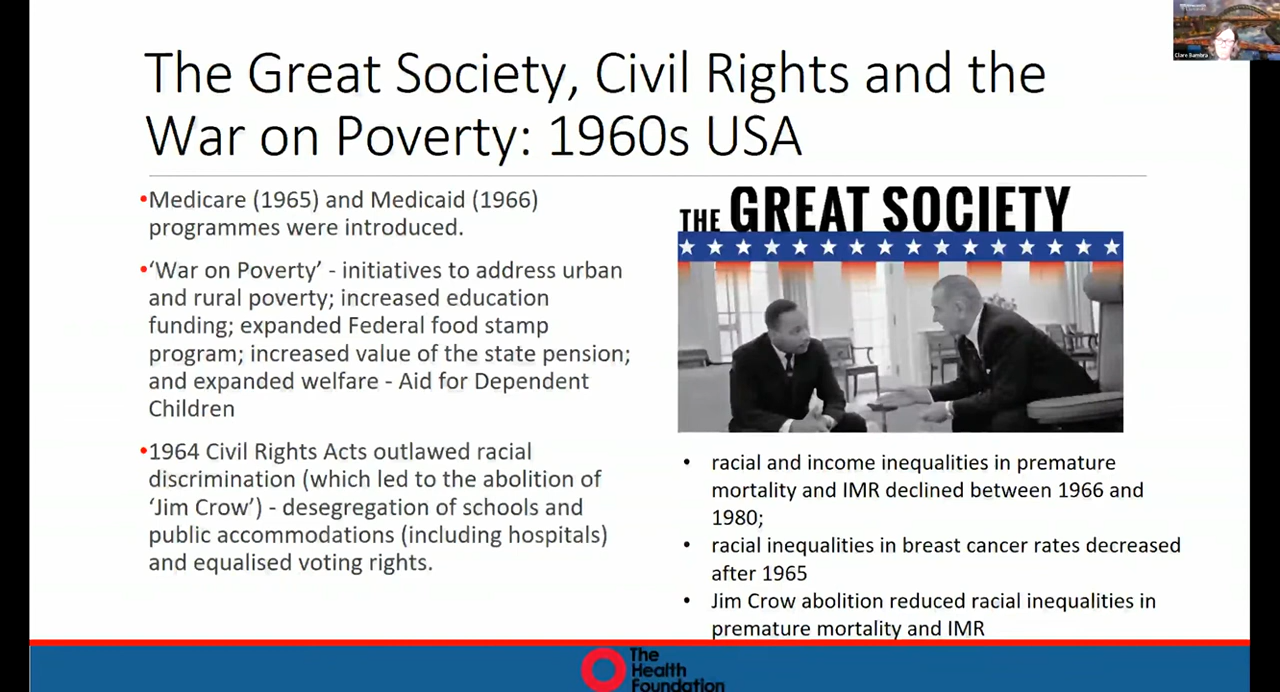 Clare Bambra
The Great Society, Civil Rights and the
War on Poverty: 1960s USA
•Medicare (1965) and Medicaid (1966)
programmes were introduced.
•‘War on Poverty’ - initiatives to address urban
and rural poverty; increased education
funding; expanded Federal food stamp
program; increased value of the state pension;
and expanded welfare - Aid for Dependent
Children
•1964 Civil Rights Acts outlawed racial
discrimination (which led to the abolition of
‘Jim Crow’) - desegregation of schools and
public accommodations (including hospitals)
and equalised voting rights.
THE GREAT SOCIETY
• racial and income inequalities in premature
mortality and IMR declined between 1966 and
1980;
• racial inequalities in breast cancer rates decreased
after 1965
• Jim Crow abolition reduced racial inequalities in
premature mortality and IMR
The
Health
Foundation